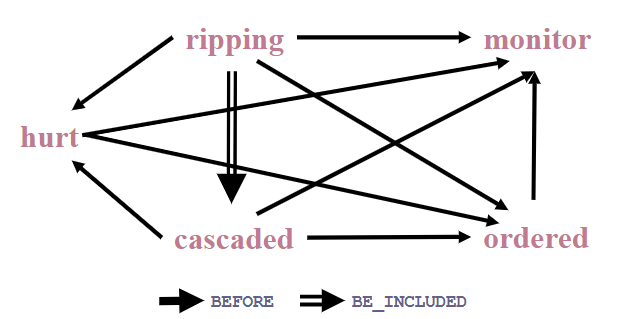 ripping monitor
hurt
cascaded ordered
BEFORE BE_INCLUDED